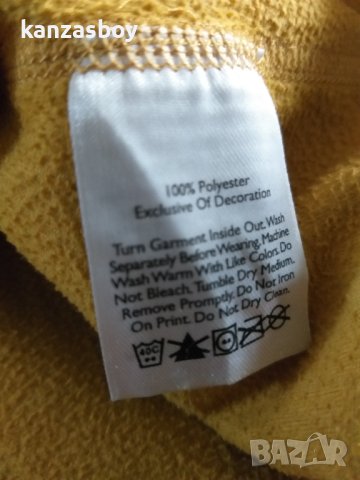 kanzasboy
100% Polyester
Exclusive Of Decoration
Turn Garment Inside Out. Wash
Separately Before Wearing. Machine
Wash Warm With Like Colors. Do
Not Bleach. Tumble Dry Medium.
Remove Promptly. Do Not Iron
On Print. Do Not Dry Clean.
40C
BAZAR